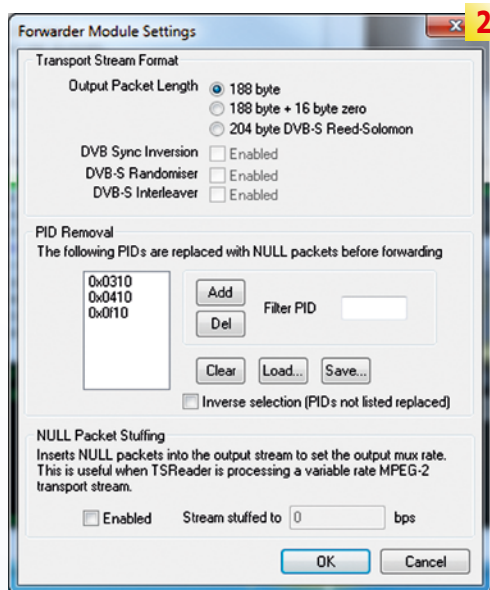 Forwarder Module Settings
2
Transport Stream Format
Output Packet Length
188 byte
188 byte + 16 byte zero
204 byte DVB-S Reed-Solomon
DVB Sync Inversion Enabled
DVB-S Randomiser Enabled
DVB-S Interleaver Enabled
PID Removal
The following PIDs are replaced with NULL packets before forwarding
0x0310
0x0410
0x0f10
Add
Del
Filter PID
Clear Load... Save...
Inverse selection (PIDs not listed replaced)
NULL Packet Stuffing
Inserts NULL packets into the output stream to set the output mux rate.
This is useful when TSReader is processing a variable rate MPEG-2
transport stream.
Enabled Stream stuffed to 0 bps
OK Cancel